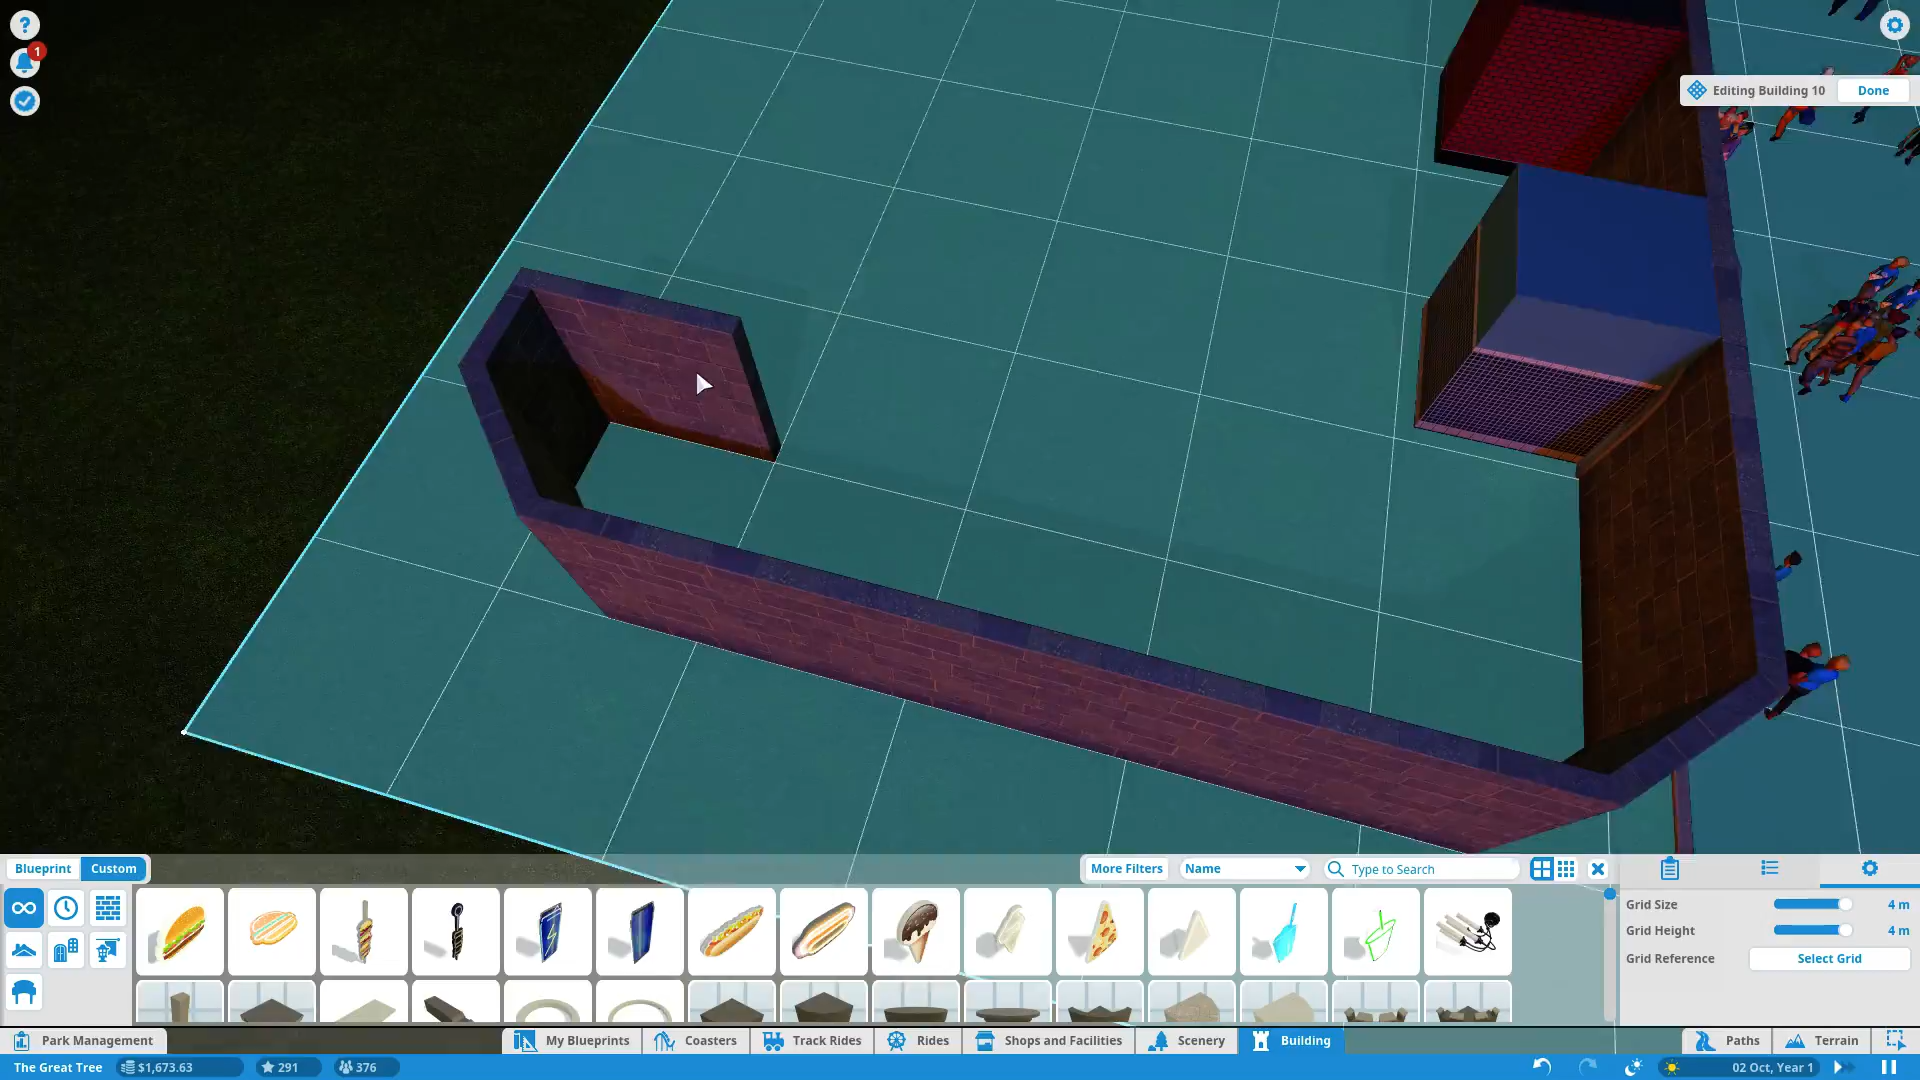 ?
1
Editing Building 10
Done
Blueprint
Custom
More Filters
Name
Type to Search
Grid Size
4 m
Grid Height
4 m
Grid Reference
Select Grid
Park Management
My Blueprints
Coasters
Track Rides
Rides
Shops and Facilities
Scenery
Building
Paths
Terrain
The Great Tree
$1,673.63
291
376
02 Oct, Year 1